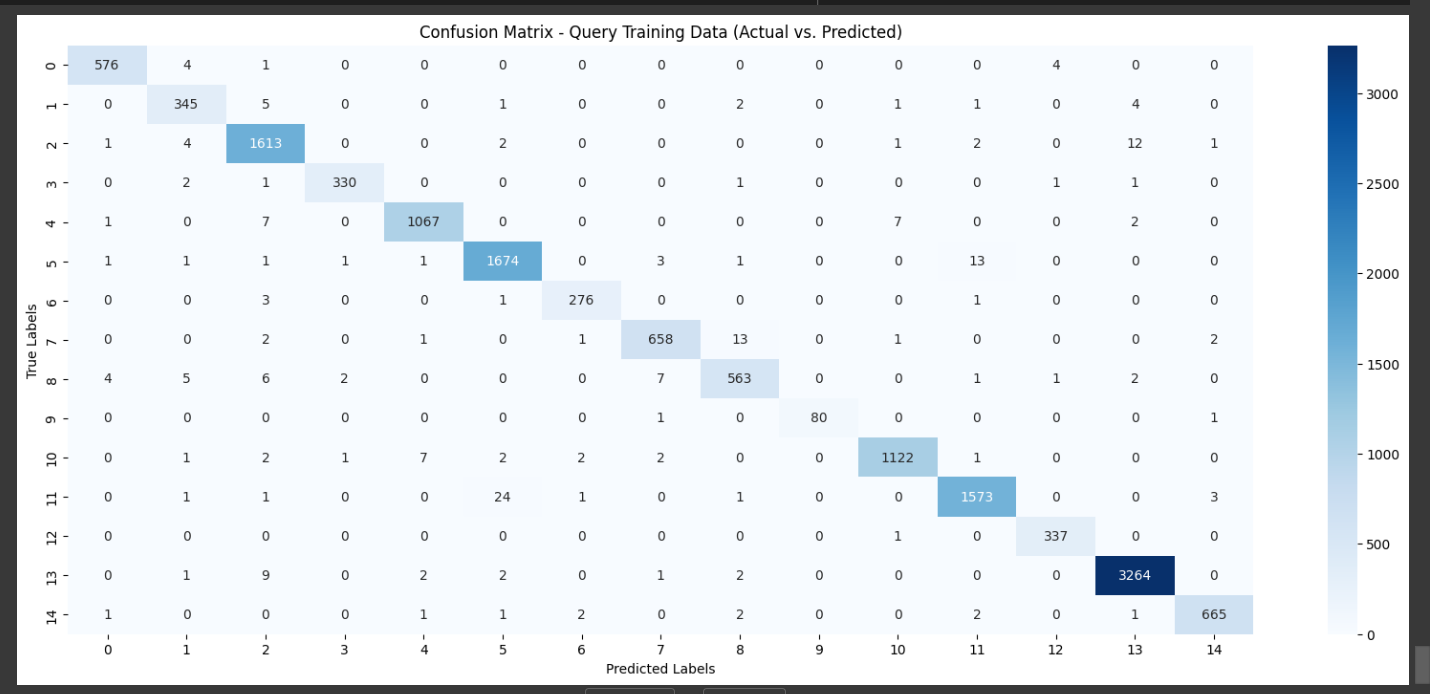 Confusion Matrix - Query Training Data (Actual vs. Predicted)
0 576 4 1 0 0 0 0 0 0 0 0 0 4 0 0
1 0 345 5 0 0 1 0 0 2 0 1 1 0 4 0
2 1 4 1613 0 0 2 0 0 0 0 1 2 0 12 1
3 0 2 1 330 0 0 0 0 1 0 0 0 1 1 0
4 1 0 7 0 1067 0 0 0 0 0 7 0 0 2 0
5 1 1 1 1 1 1674 0 3 1 0 0 13 0 0 0
6 0 0 3 0 0 1 276 0 0 0 0 1 0 0 0
7 0 0 2 0 1 0 1 658 13 0 1 0 0 0 2
8 4 5 6 2 0 0 0 7 563 0 0 1 1 2 0
9 0 0 0 0 0 0 0 1 0 80 0 0 0 0 1
10 0 1 2 1 7 2 2 2 0 0 1122 1 0 0 0
11 0 1 1 0 0 24 1 0 1 0 0 1573 0 0 3
12 0 0 0 0 0 0 0 0 0 0 1 0 337 0 0
13 0 1 9 0 2 2 0 1 2 0 0 0 0 3264 0
14 1 0 0 0 1 1 2 0 2 0 0 2 0 1 665
0 1 2 3 4 5 6 7 8 9 10 11 12 13 14
Predicted Labels
True Labels
3000
2500
2000
1500
1000
500
0